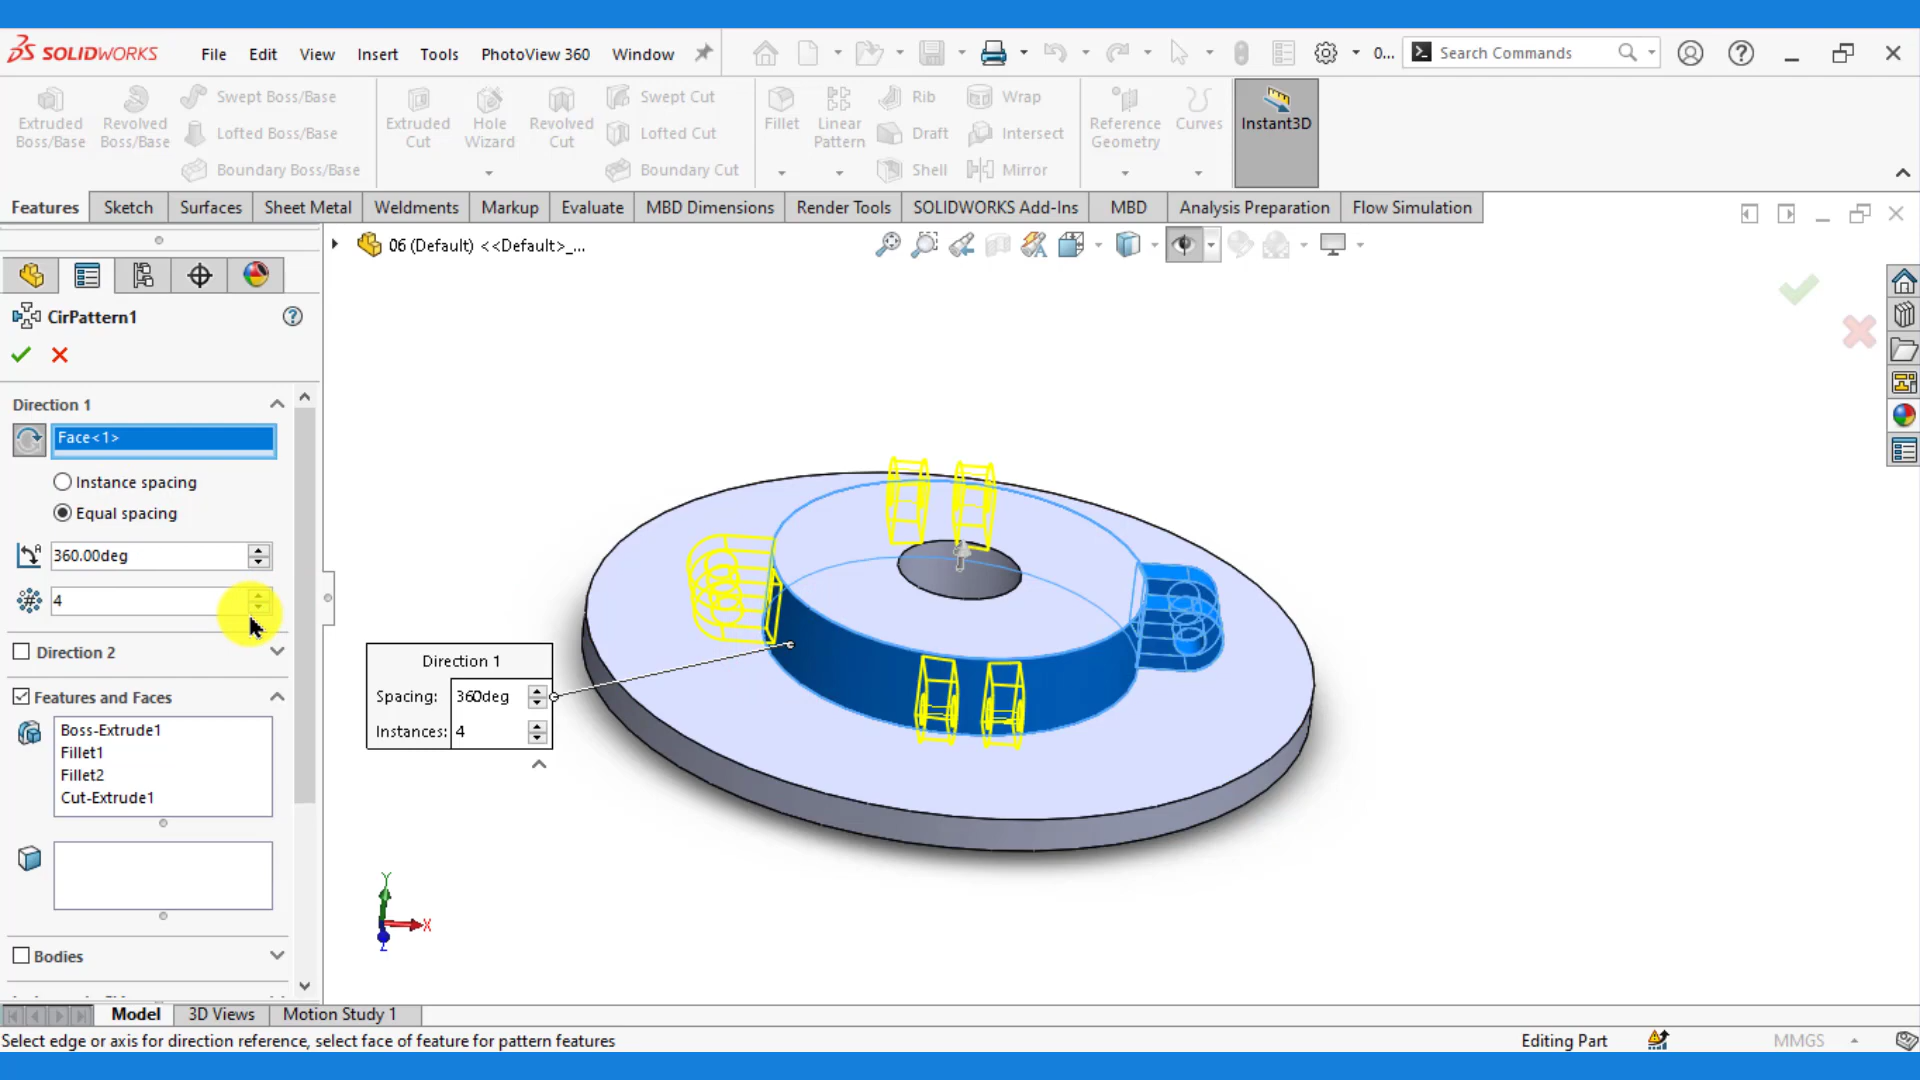 SOLIDWORKS File Edit View Insert Tools PhotoView 360 Window 0... Search Commands
Extruded Boss/Base
Revolved Boss/Base
Swept Boss/Base
Lofted Boss/Base
Boundary Boss/Base
Extruded Cut
Hole Wizard
Revolved Cut
Swept Cut
Lofted Cut
Boundary Cut
Fillet
Linear Pattern
Rib
Draft
Shell
Wrap
Intersect
Mirror
Reference Geometry
Curves
Instant3D
Features Sketch Surfaces Sheet Metal Weldments Markup Evaluate MBD Dimensions Render Tools SOLIDWORKS Add-Ins MBD Analysis Preparation Flow Simulation
06 (Default) <<Default>_...
CirPattern1
Direction 1
Face<1>
Instance spacing
Equal spacing
360.00deg
4
Direction 2
Features and Faces
Boss-Extrude1
Fillet1
Fillet2
Cut-Extrude1
Bodies
Direction 1
Spacing: 360deg
Instances: 4
Y
X
Z
Model 3D Views Motion Study 1
Select edge or axis for direction reference, select face of feature for pattern features
Editing Part
MMGS